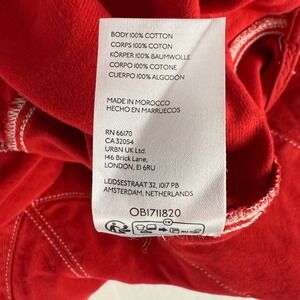 BODY 100% COTTON
CORPS 100% COTON
KÖRPER 100% BAUMWOLLE
CORPO 100% COTONE
CUERPO 100% ALGODÓN
MADE IN MOROCCO
HECHO EN MARRUECOS
RN 66170
CA 32054
URBN UK Ltd.
146 Brick Lane,
LONDON, E1 6RU
LEIDSESTRAAT 32, 1017 PB
AMSTERDAM, NETHERLANDS
OB1711820
FR